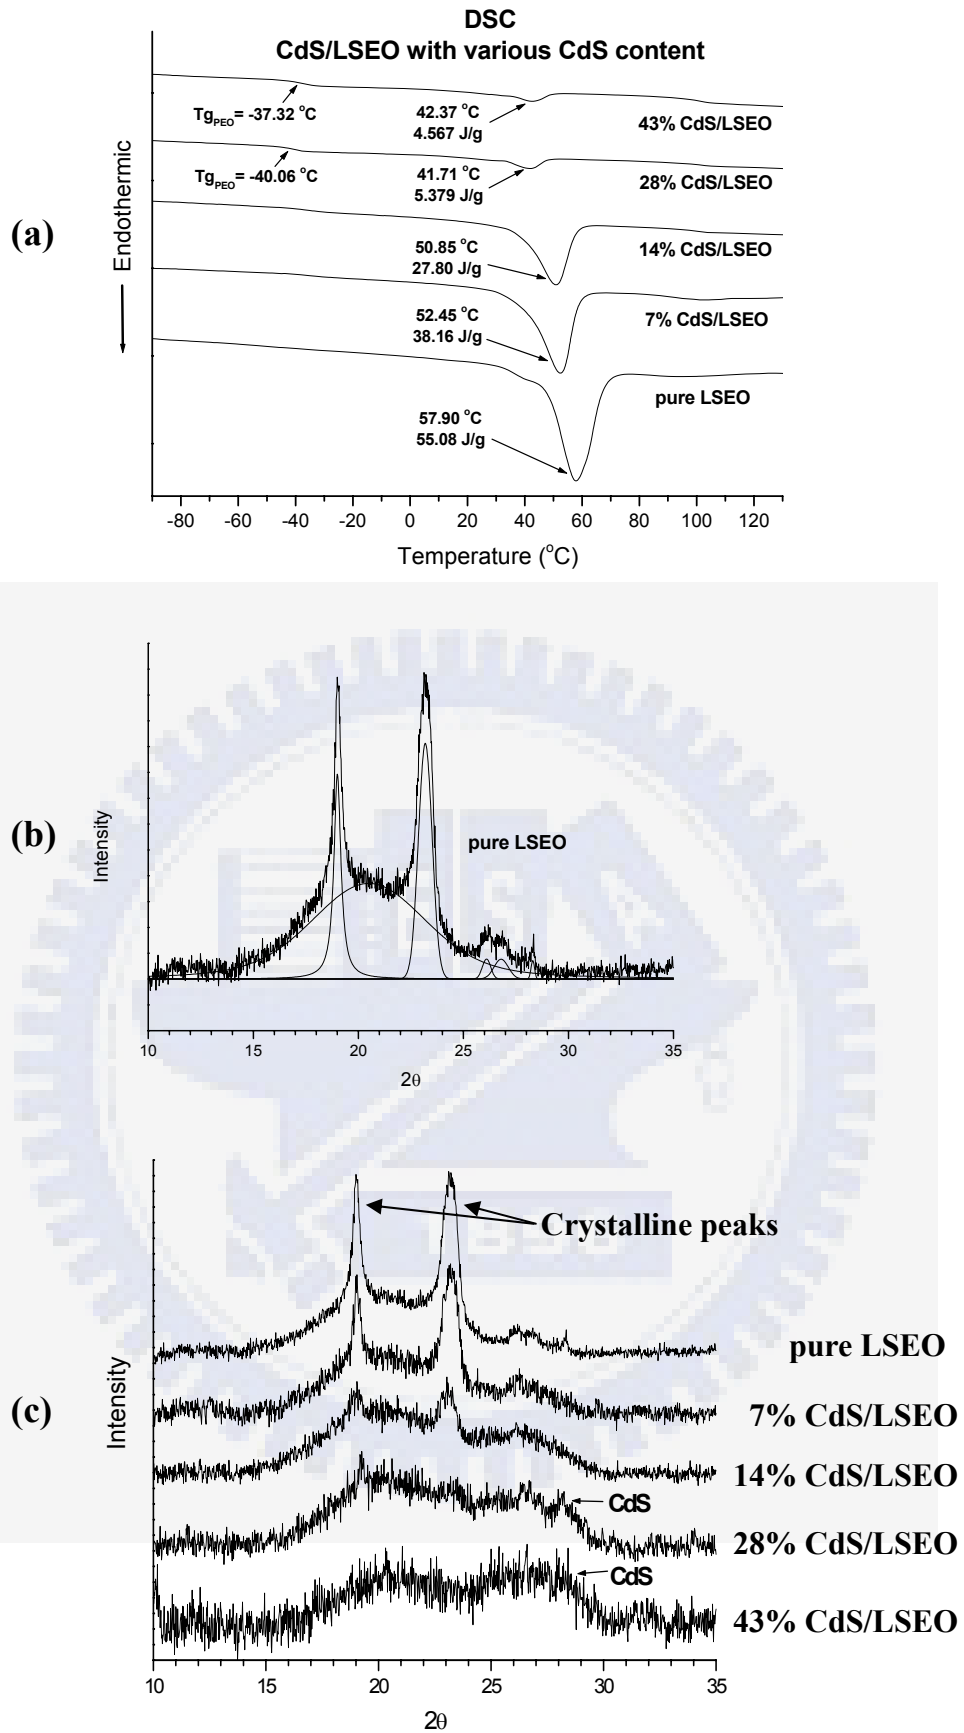 DSC
CdS/LSEO with various CdS content
(a)
Endothermic
Tg_PEO= -37.32 °C
42.37 °C
4.567 J/g
43% CdS/LSEO
Tg_PEO= -40.06 °C
41.71 °C
5.379 J/g
28% CdS/LSEO
50.85 °C
27.80 J/g
14% CdS/LSEO
52.45 °C
38.16 J/g
7% CdS/LSEO
57.90 °C
55.08 J/g
pure LSEO
-80 -60 -40 -20 0 20 40 60 80 100 120
Temperature (°C)
(b)
Intensity
pure LSEO
10 15 20 25 30 35
2θ
(c)
Intensity
Crystalline peaks
pure LSEO
7% CdS/LSEO
14% CdS/LSEO
CdS
28% CdS/LSEO
CdS
43% CdS/LSEO
10 15 20 25 30 35
2θ